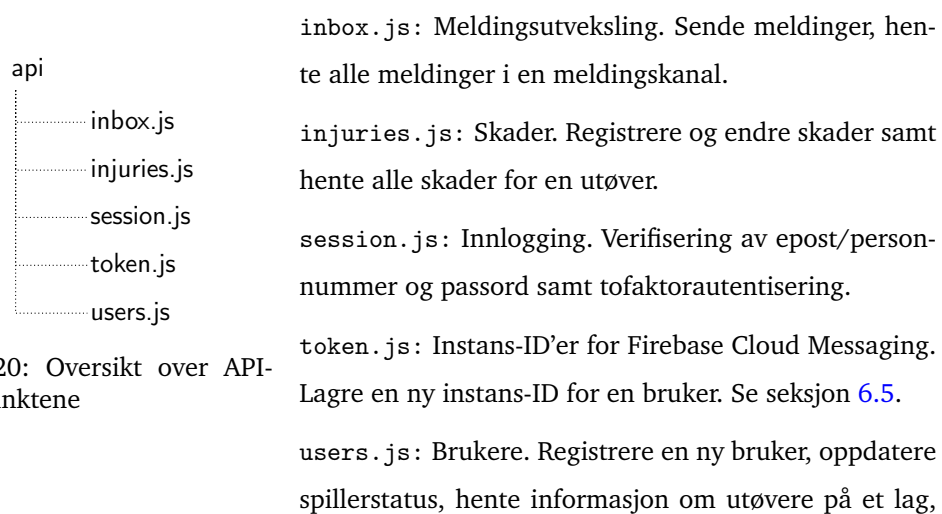 api
inbox.js
injuries.js
session.js
token.js
users.js
20: Oversikt over API-
nktene
inbox.js: Meldingsutveksling. Sende meldinger, hen-
te alle meldinger i en meldingskanal.
injuries.js: Skader. Registrere og endre skader samt
hente alle skader for en utøver.
session.js: Innlogging. Verifisering av epost/person-
nummer og passord samt tofaktorautentisering.
token.js: Instans-ID'er for Firebase Cloud Messaging.
Lagre en ny instans-ID for en bruker. Se seksjon 6.5.
users.js: Brukere. Registrere en ny bruker, oppdatere
spillerstatus, hente informasjon om utøvere på et lag,